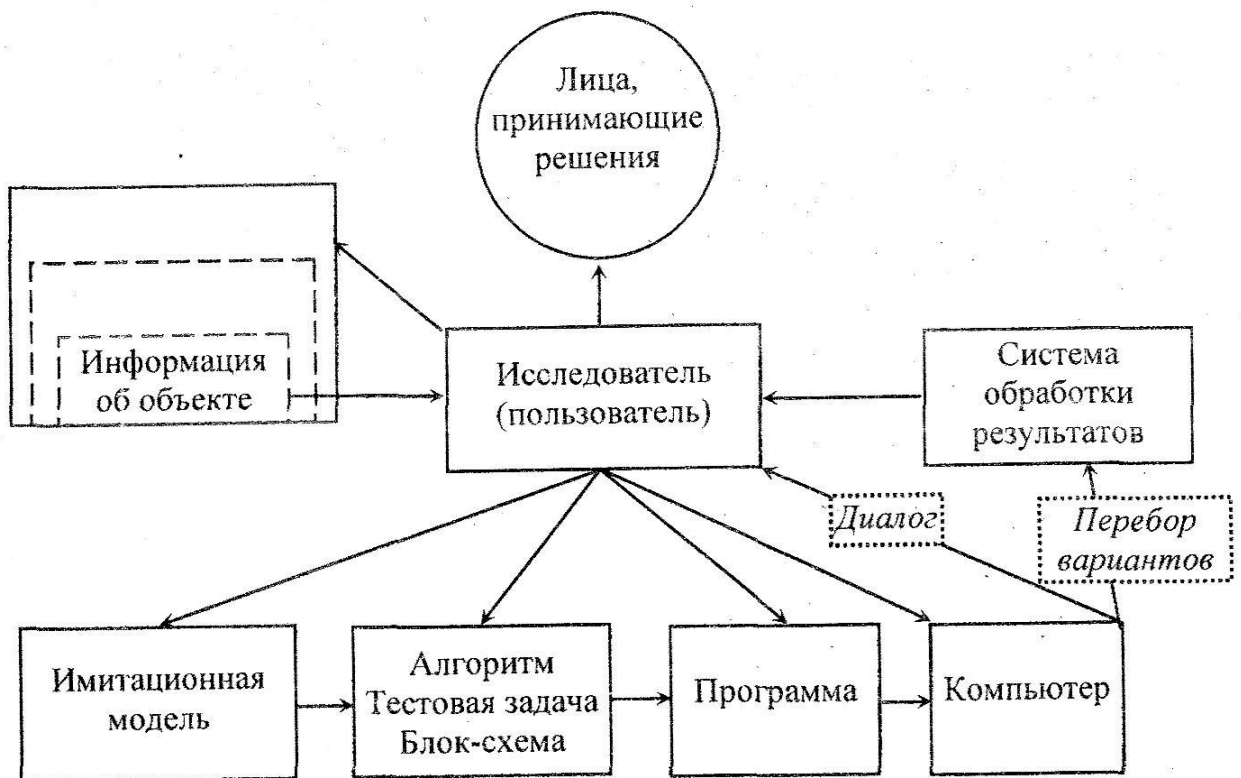 Лица,
принимающие
решения
Информация
об объекте
Исследователь
(пользователь)
Система
обработки
результатов
Диалог
Перебор
вариантов
Имитационная
модель
Алгоритм
Тестовая задача
Блок-схема
Программа
Компьютер